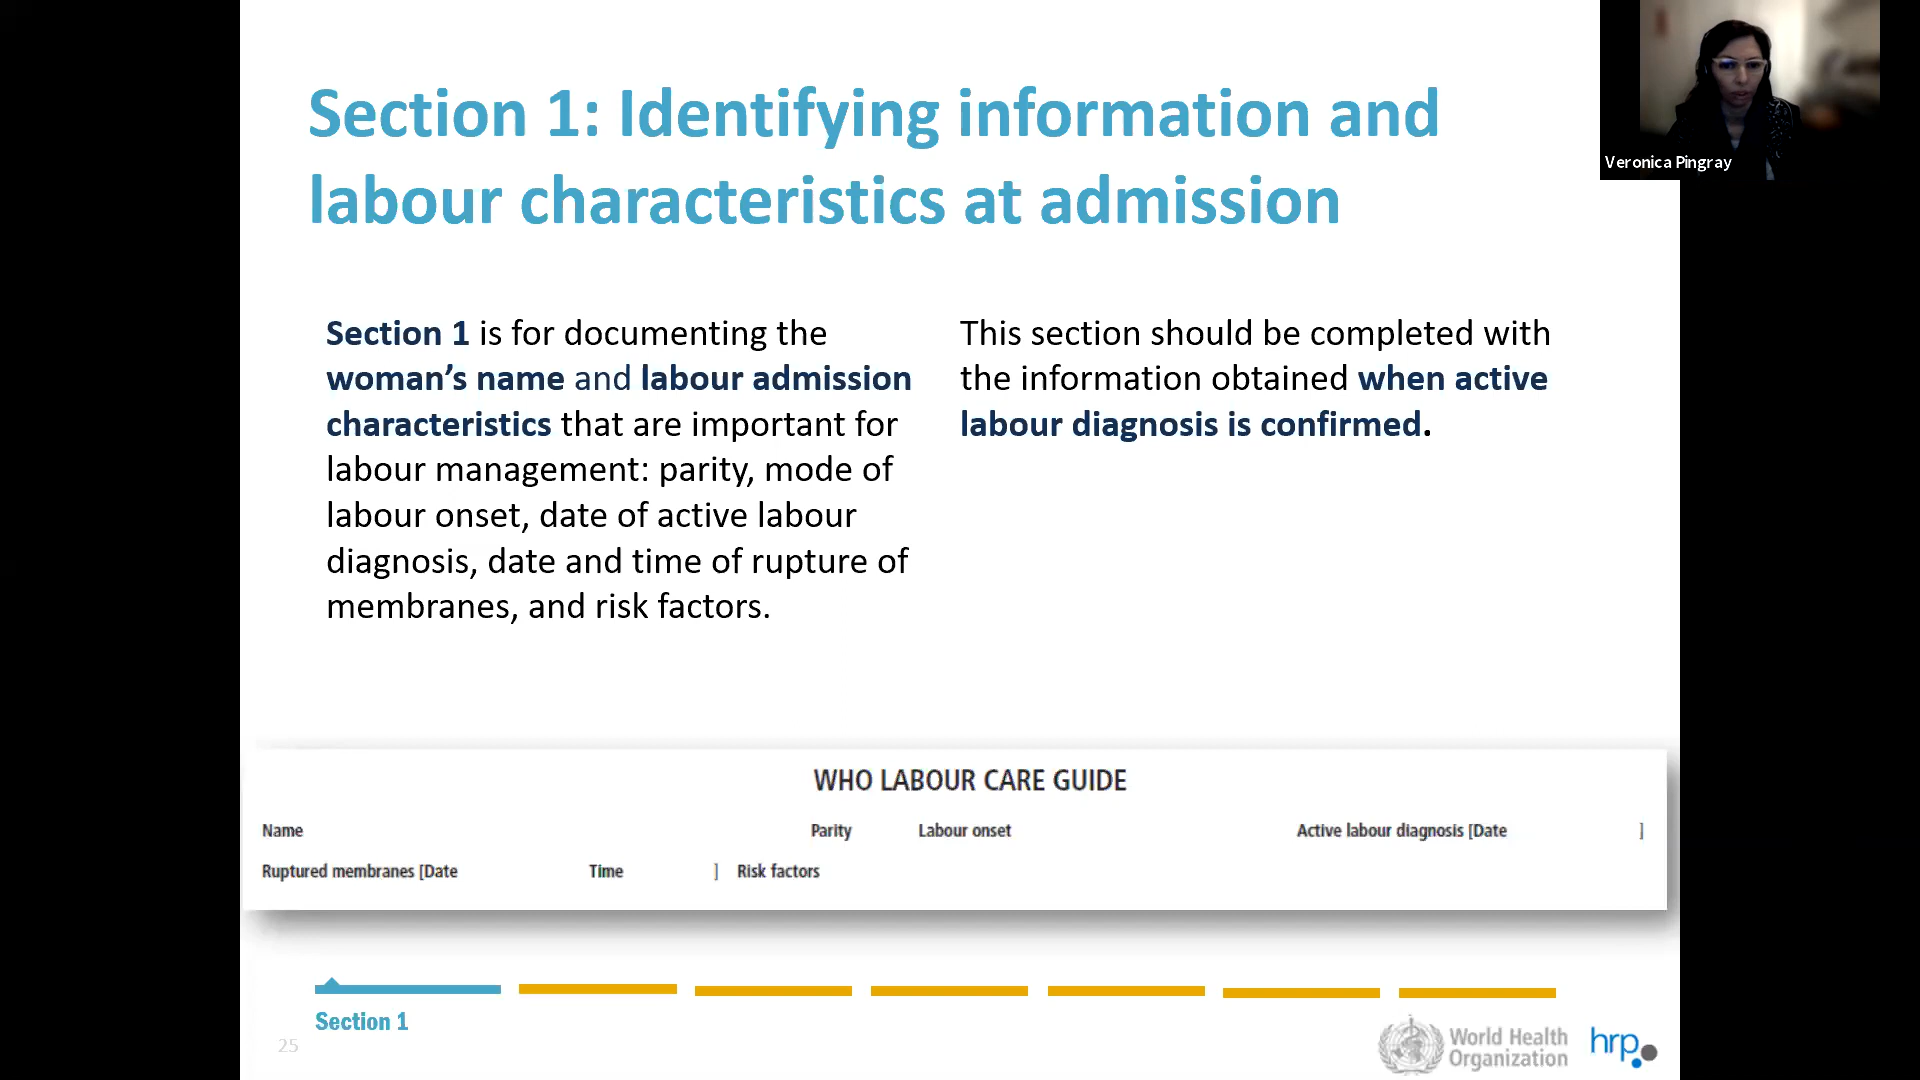 Section 1: Identifying information and
labour characteristics at admission
Veronica Pingray
Section 1 is for documenting the
woman’s name and labour admission
characteristics that are important for
labour management: parity, mode of
labour onset, date of active labour
diagnosis, date and time of rupture of
membranes, and risk factors.
This section should be completed with
the information obtained when active
labour diagnosis is confirmed.
WHO LABOUR CARE GUIDE
Name Parity Labour onset Active labour diagnosis [Date ]
Ruptured membranes [Date Time ] Risk factors
Section 1
25
World Health
Organization
hrp